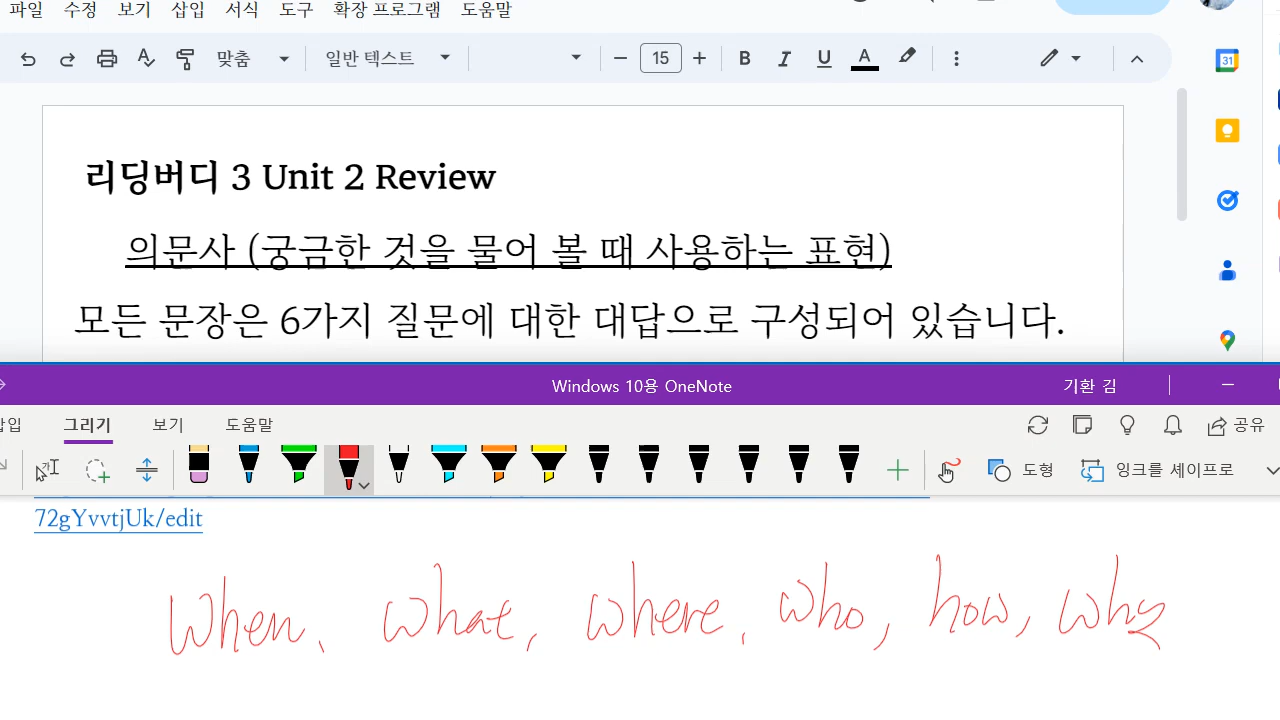 파일 수정 보기 삽입 서식 도구 확장 프로그램 도움말
맞춤 일반 텍스트 15 B I U A
31
리딩버디 3 Unit 2 Review
의문사 (궁금한 것을 물어 볼 때 사용하는 표현)
모든 문장은 6가지 질문에 대한 대답으로 구성되어 있습니다.
Windows 10용 OneNote 기환 김
그리기 보기 도움말 공유
도형 잉크를 셰이프로
72gYvvtjUk/edit
When, what, where, who, how, why